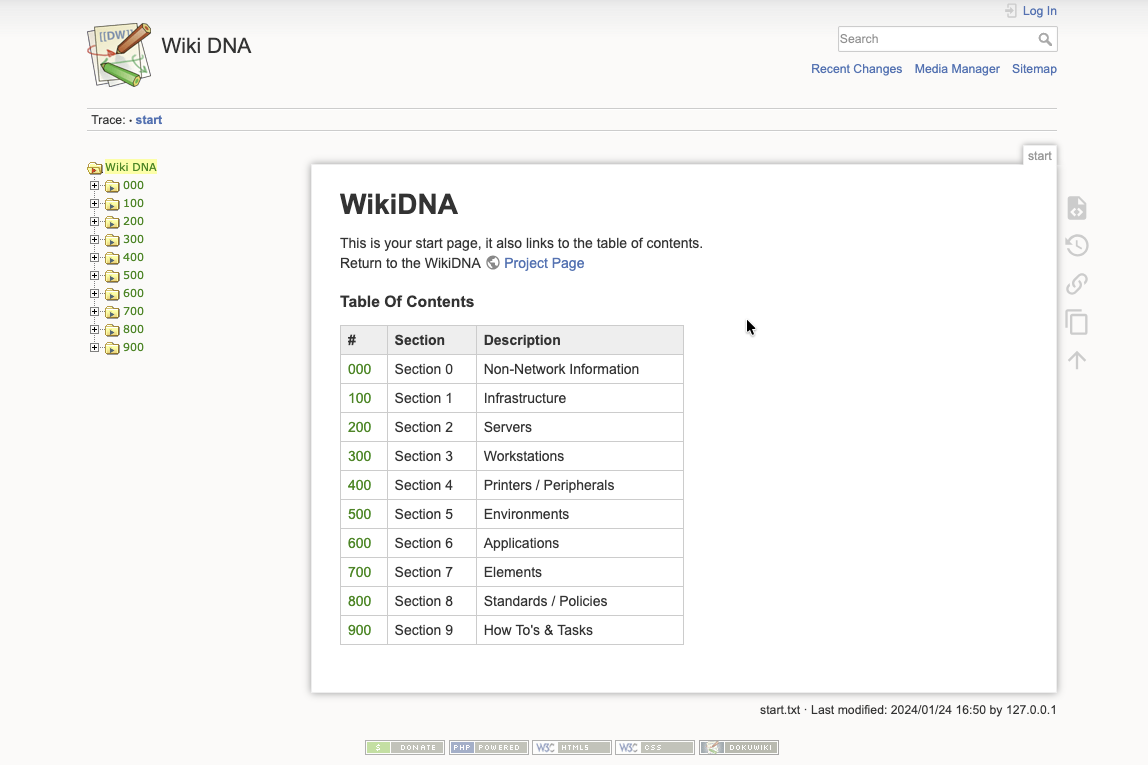 Log In
[[DW]]
Wiki DNA
Search
Recent Changes Media Manager Sitemap
Trace: • start
start
Wiki DNA
000
100
200
300
400
500
600
700
800
900
WikiDNA
This is your start page, it also links to the table of contents.
Return to the WikiDNA Project Page
Table Of Contents
# Section Description
000 Section 0 Non-Network Information
100 Section 1 Infrastructure
200 Section 2 Servers
300 Section 3 Workstations
400 Section 4 Printers / Peripherals
500 Section 5 Environments
600 Section 6 Applications
700 Section 7 Elements
800 Section 8 Standards / Policies
900 Section 9 How To's & Tasks
start.txt · Last modified: 2024/01/24 16:50 by 127.0.0.1
$ DONATE PHP POWERED W3C HTML5 W3C CSS DOKUWIKI